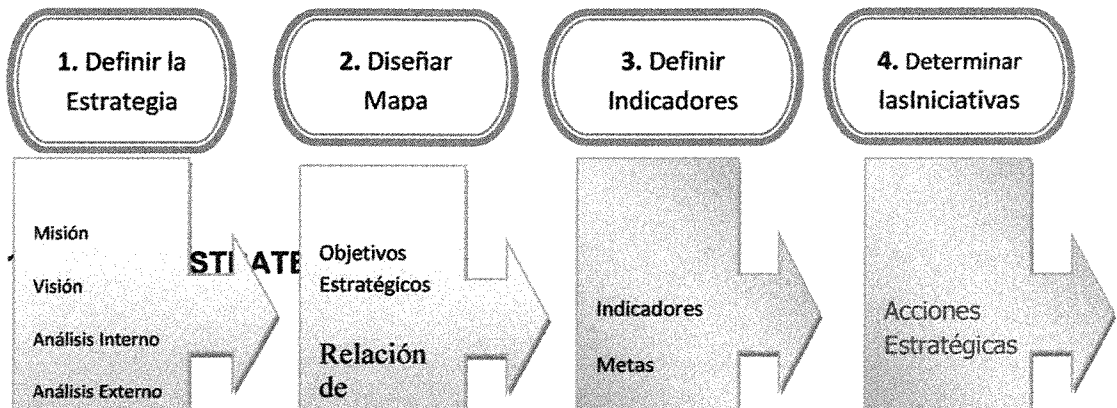 1. Definir la
Estrategia
2. Diseñar
Mapa
3. Definir
Indicadores
4. Determinar
lasIniciativas
Misión
Visión
Análisis Interno
Análisis Externo
Objetivos
Estratégicos
Relación
de
Indicadores
Metas
Acciones
Estratégicas